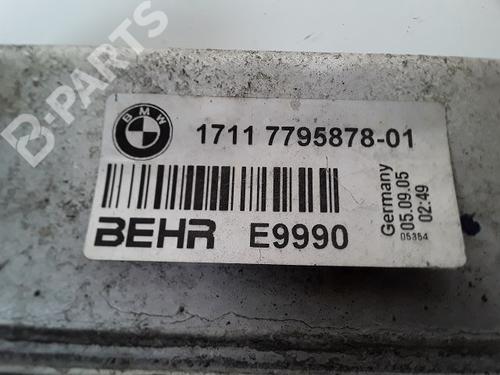 B-PARTS
BMW
1711 7795878-01
BEHR E9990
Germany
05.09.05
02:49
05354